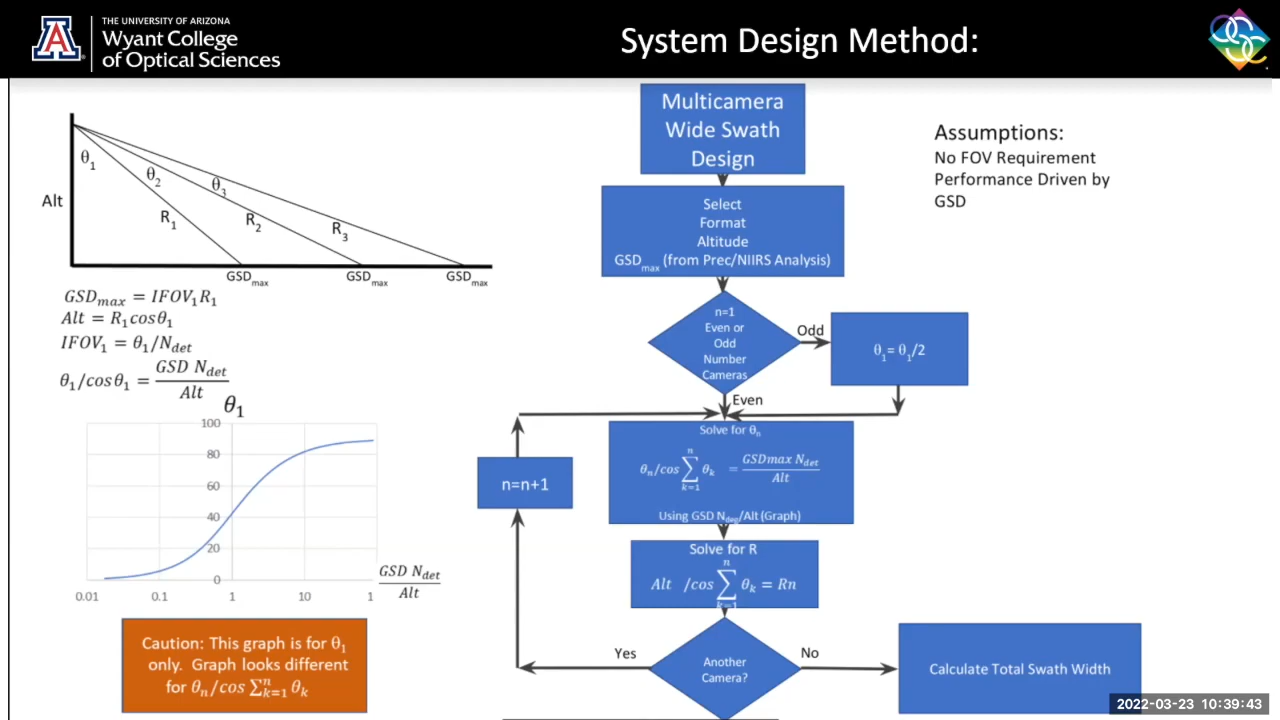 THE UNIVERSITY OF ARIZONA
Wyant College
of Optical Sciences
System Design Method:
OSC
A
Alt
θ1
θ2
θ3
R1
R2
R3
GSDmax
GSDmax
GSDmax
GSDmax = IFOV1R1
Alt = R1cosθ1
IFOV1 = θ1/Ndet
θ1/cosθ1 = GSD Ndet / Alt
θ1
100
80
60
40
20
0
0.01
0.1
1
10
1
GSD Ndet
Alt
Caution: This graph is for θ1
only. Graph looks different
for θn/cos ∑nk=1 θk
Multicamera
Wide Swath
Design
Select
Format
Altitude
GSDmax (from Prec/NIIRS Analysis)
n=1
Even or
Odd
Number
Cameras
Odd
θ1= θ1/2
Even
n=n+1
Solve for θn
θn/cos ∑nk=1 θk = GSDmax Ndet / Alt
Using GSD Ndeg/Alt (Graph)
Solve for R
Alt /cos ∑nk=1 θk = Rn
Another
Camera?
Yes
No
Calculate Total Swath Width
Assumptions:
No FOV Requirement
Performance Driven by
GSD
2022-03-23 10:39:43